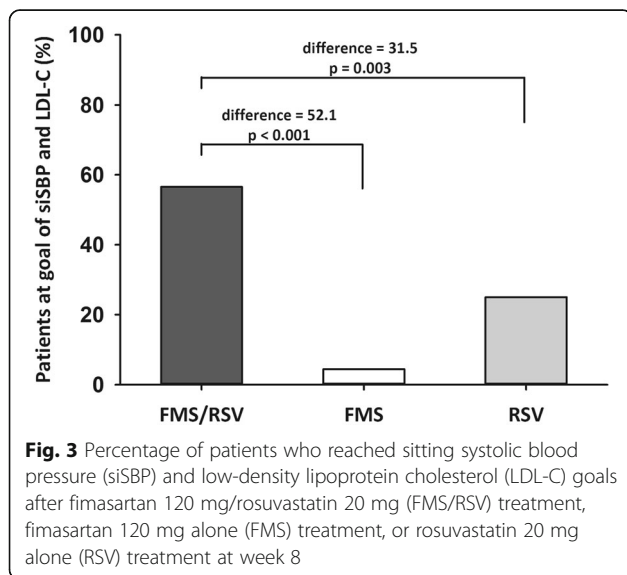 Patients at goal of siSBP and LDL-C (%)
100
80
60
40
20
0
difference = 31.5
p = 0.003
difference = 52.1
p < 0.001
FMS/RSV
FMS
RSV
Fig. 3 Percentage of patients who reached sitting systolic blood
pressure (siSBP) and low-density lipoprotein cholesterol (LDL-C) goals
after fimasartan 120 mg/rosuvastatin 20 mg (FMS/RSV) treatment,
fimasartan 120 mg alone (FMS) treatment, or rosuvastatin 20 mg
alone (RSV) treatment at week 8